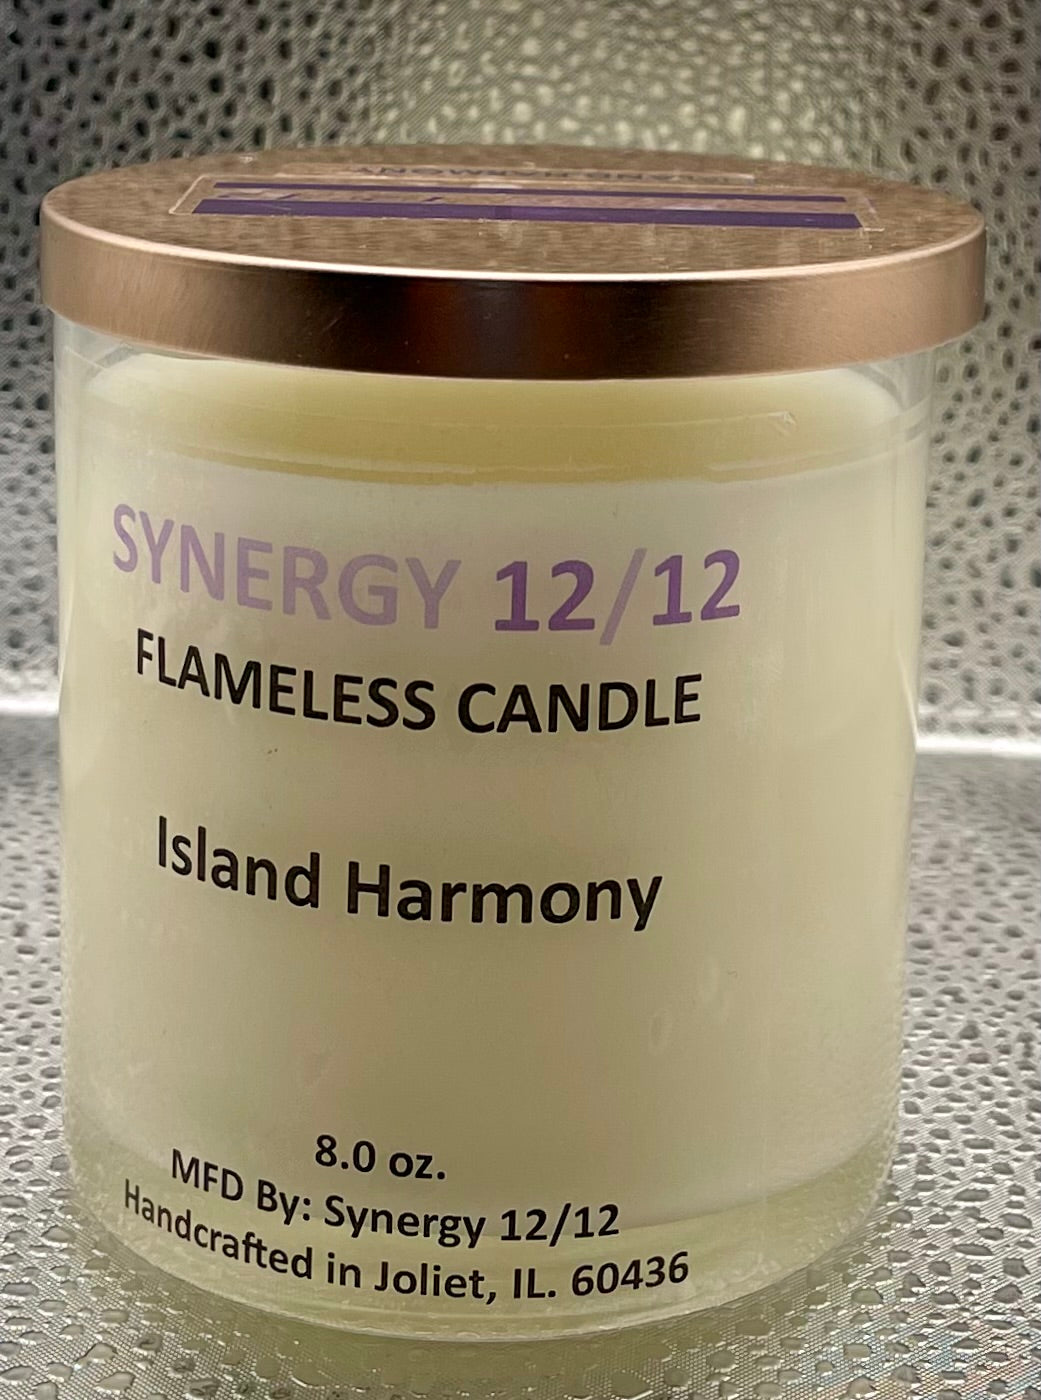 SYNERGY 12/12
FLAMELESS CANDLE
Island Harmony
8.0 oz.
MFD By: Synergy 12/12
Handcrafted in Joliet, IL. 60436